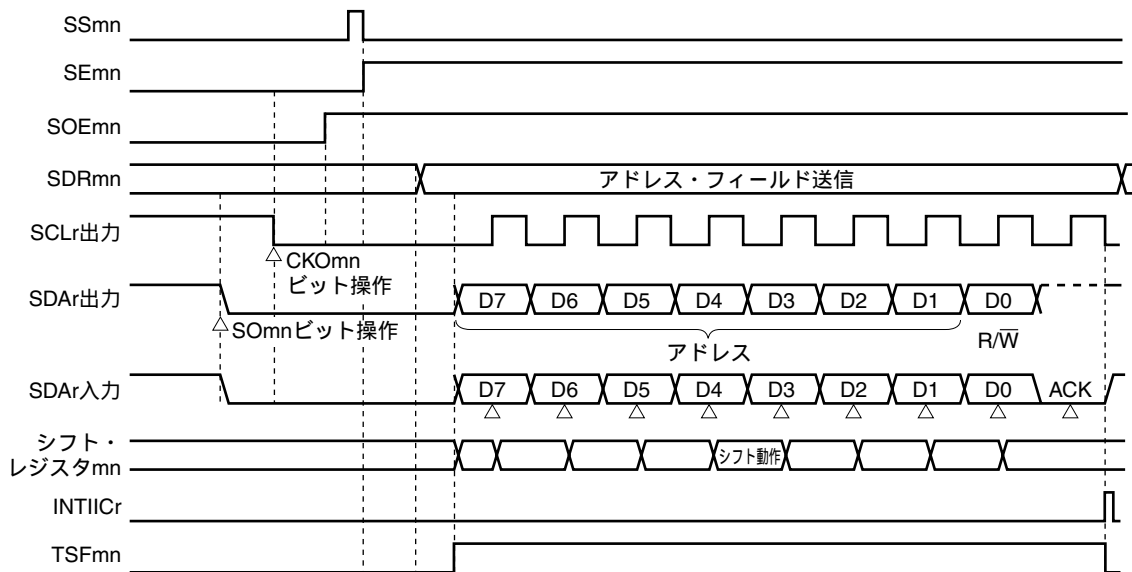 SSmn
SEmn
SOEmn
SDRmn
アドレス・フィールド送信
SCLr出力
CKOmn
ビット操作
SDAr出力
D7 D6 D5 D4 D3 D2 D1 D0
SOmnビット操作
アドレス
R/W̅
SDAr入力
D7 D6 D5 D4 D3 D2 D1 D0 ACK
シフト・
レジスタmn
シフト動作
INTIICr
TSFmn